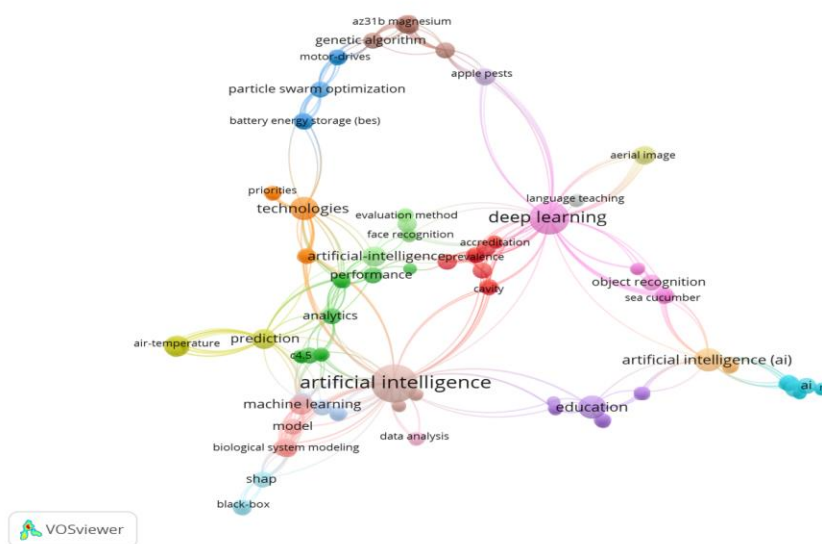 az31b magnesium
genetic algorithm
motor-drives
apple pests
particle swarm optimization
battery energy storage (bes)
aerial image
priorities
language teaching
technologies
evaluation method
deep learning
face recognition
accreditation
artificial-intelligence
prevalence
performance
object recognition
cavity
sea cucumber
analytics
air-temperature
prediction
c4.5
artificial intelligence (ai)
artificial intelligence
ai
machine learning
education
model
data analysis
biological system modeling
shap
black-box
VOSviewer